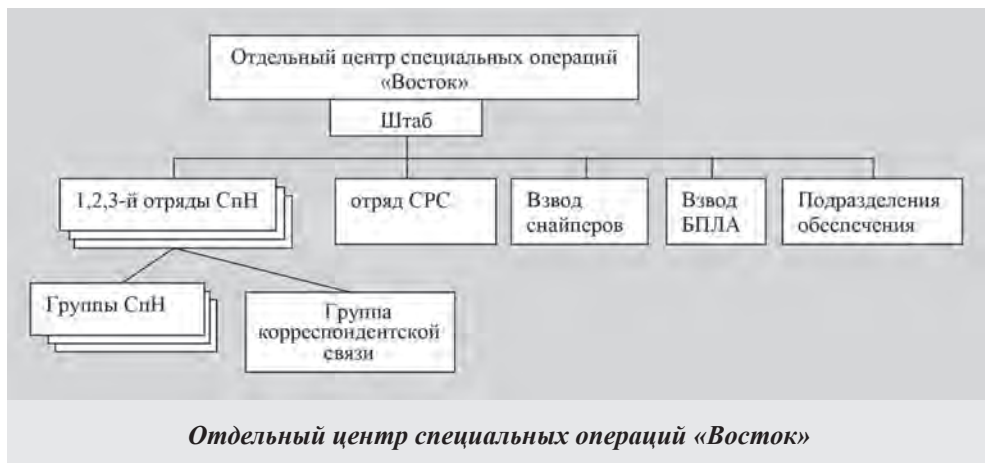 Отдельный центр специальных операций
«Восток»
Штаб
1,2,3-й отряды СпН
отряд СРС
Взвод
снайперов
Взвод
БПЛА
Подразделения
обеспечения
Группы СпН
Группа
корреспондентской
связи
Отдельный центр специальных операций «Восток»